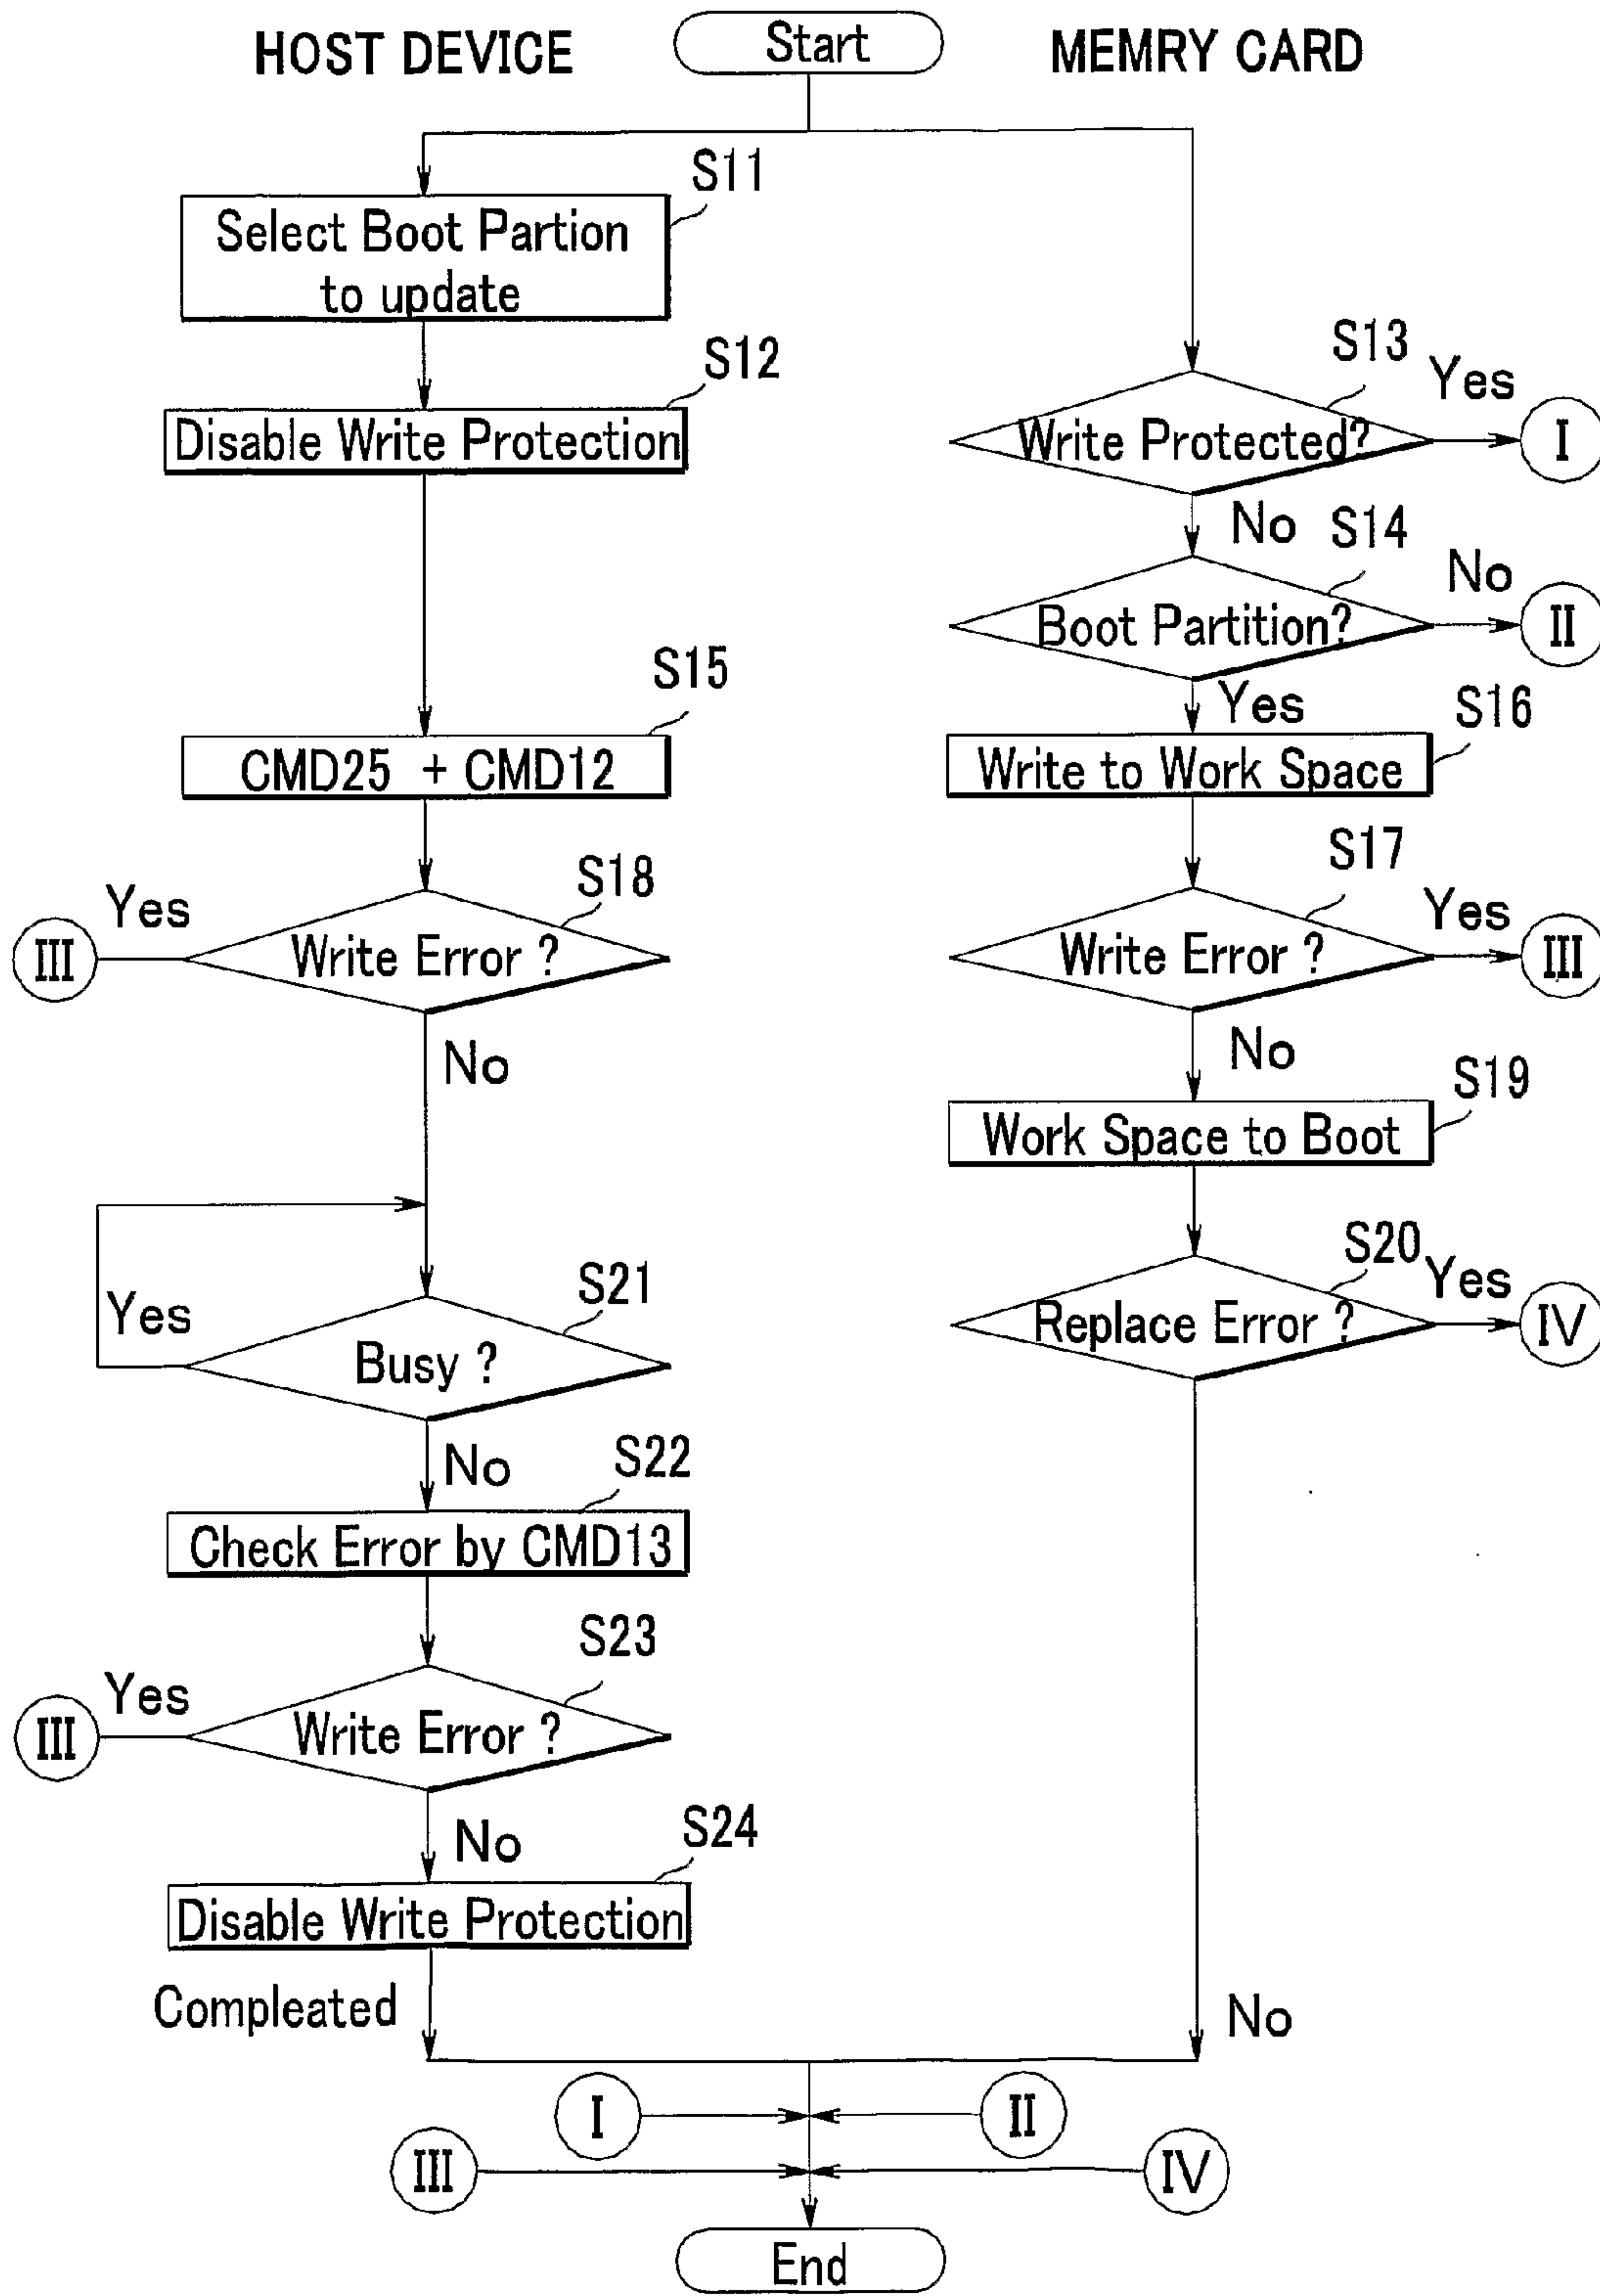 Start
HOST DEVICE
MEMRY CARD
S11
Select Boot Partion
to update
S12
Disable Write Protection
S13
Write Protected?
Yes
I
No
S14
Boot Partition?
No
II
Yes
S15
CMD25 + CMD12
S16
Write to Work Space
S18
Write Error ?
Yes
III
No
S17
Write Error ?
Yes
III
No
S19
Work Space to Boot
S20
Replace Error ?
Yes
IV
S21
Busy ?
Yes
No
S22
Check Error by CMD13
S23
Write Error ?
Yes
III
No
S24
Disable Write Protection
Compleated
No
I
II
III
IV
End